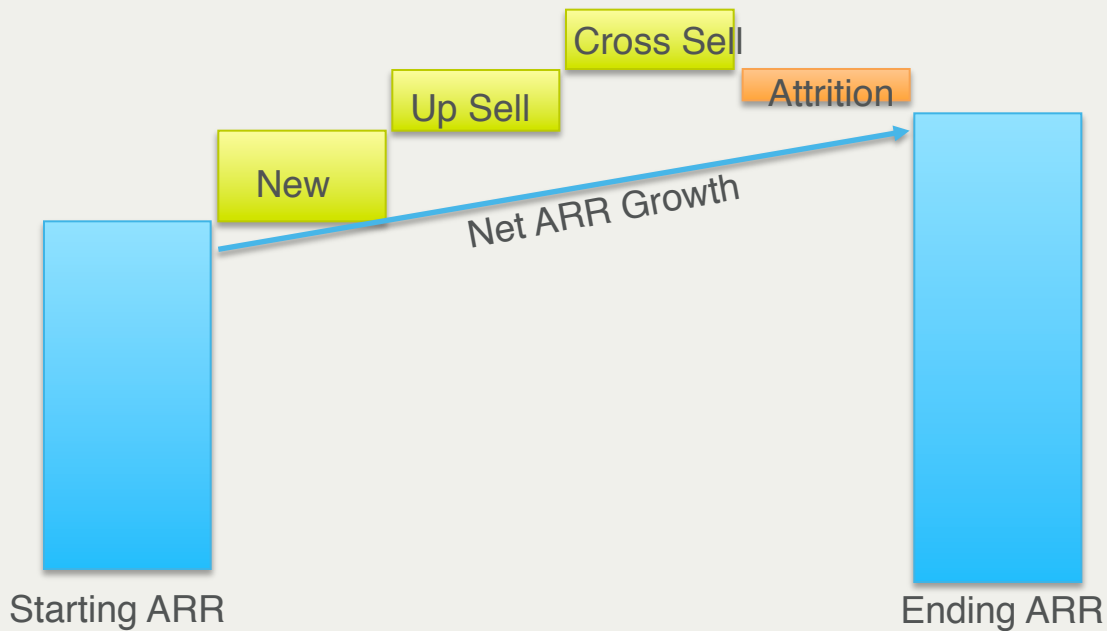 Cross Sell
Up Sell
Attrition
New
Net ARR Growth
Starting ARR
Ending ARR